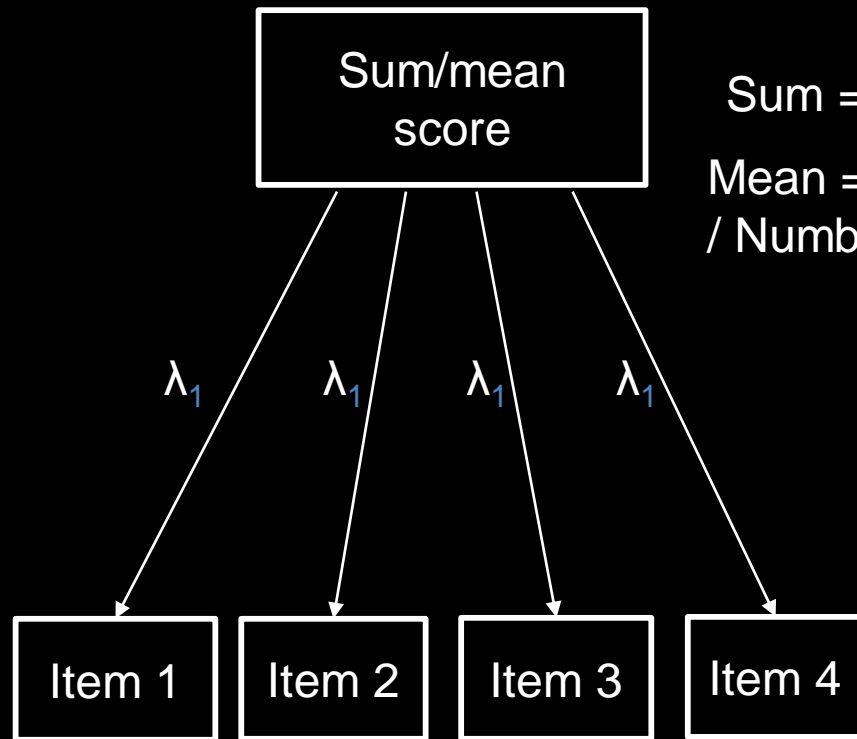 Sum/mean
score
Sum =
Mean =
/
λ₁ λ₁ λ₁ λ₁
Item 1 Item 2 Item 3 Item 4